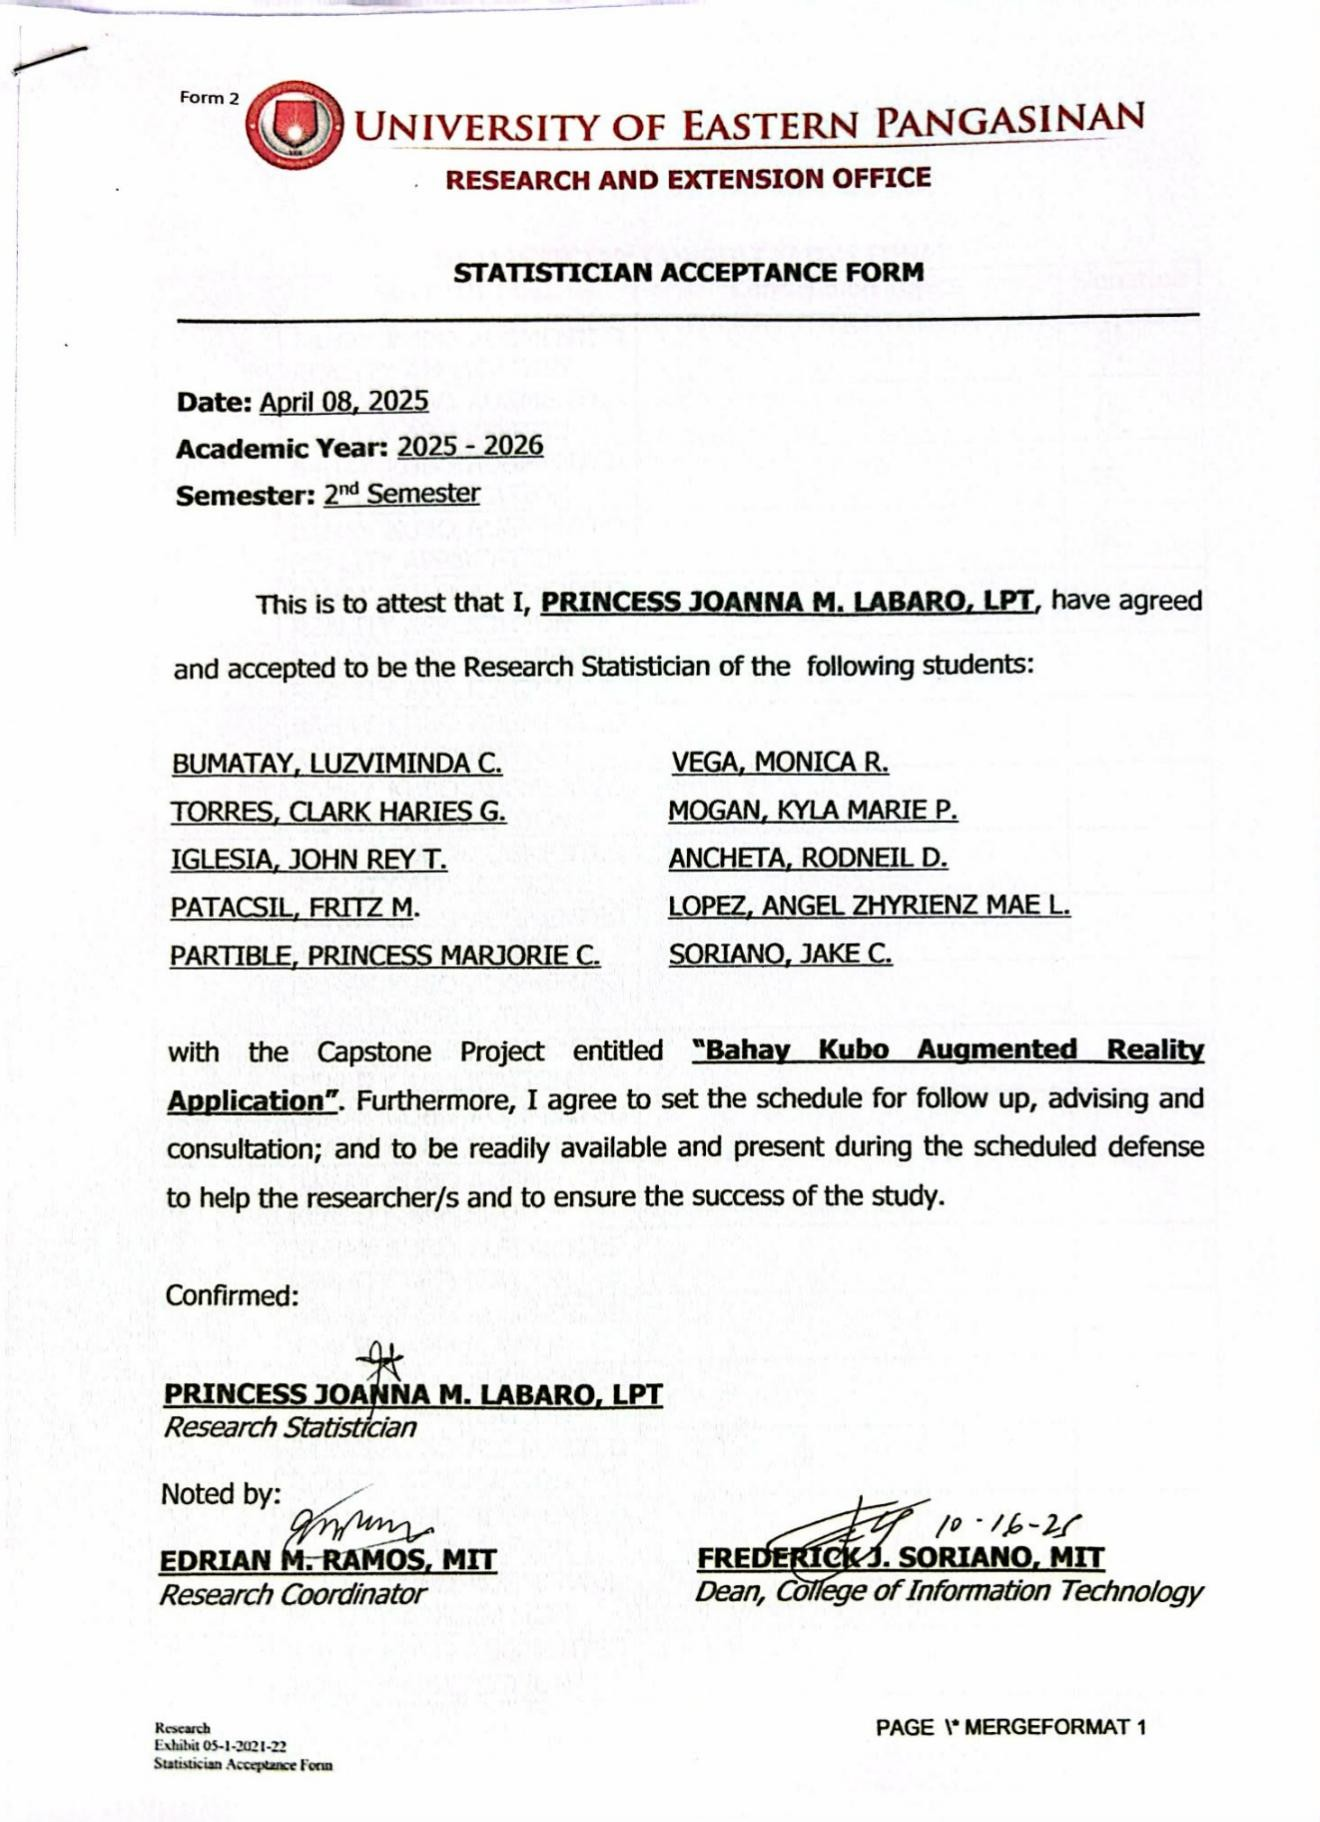 Form 2
UNIVERSITY OF EASTERN PANGASINAN
RESEARCH AND EXTENSION OFFICE
STATISTICIAN ACCEPTANCE FORM
Date: April 08, 2025
Academic Year: 2025 - 2026
Semester: 2nd Semester
This is to attest that I, PRINCESS JOANNA M. LABARO, LPT, have agreed
and accepted to be the Research Statistician of the following students:
BUMATAY, LUZVIMINDA C. VEGA, MONICA R.
TORRES, CLARK HARIES G. MOGAN, KYLA MARIE P.
IGLESIA, JOHN REY T. ANCHETA, RODNEIL D.
PATACSIL, FRITZ M. LOPEZ, ANGEL ZHYRIENZ MAE L.
PARTIBLE, PRINCESS MARJORIE C. SORIANO, JAKE C.
with the Capstone Project entitled "Bahay Kubo Augmented Reality
Application". Furthermore, I agree to set the schedule for follow up, advising and
consultation; and to be readily available and present during the scheduled defense
to help the researcher/s and to ensure the success of the study.
Confirmed:
PRINCESS JOANNA M. LABARO, LPT
Research Statistician
Noted by:
10-16-25
EDRIAN M. RAMOS, MIT FREDERICK J. SORIANO, MIT
Research Coordinator Dean, College of Information Technology
Research
Exhibit 05-1-2021-22
Statistician Acceptance Form
PAGE \* MERGEFORMAT 1